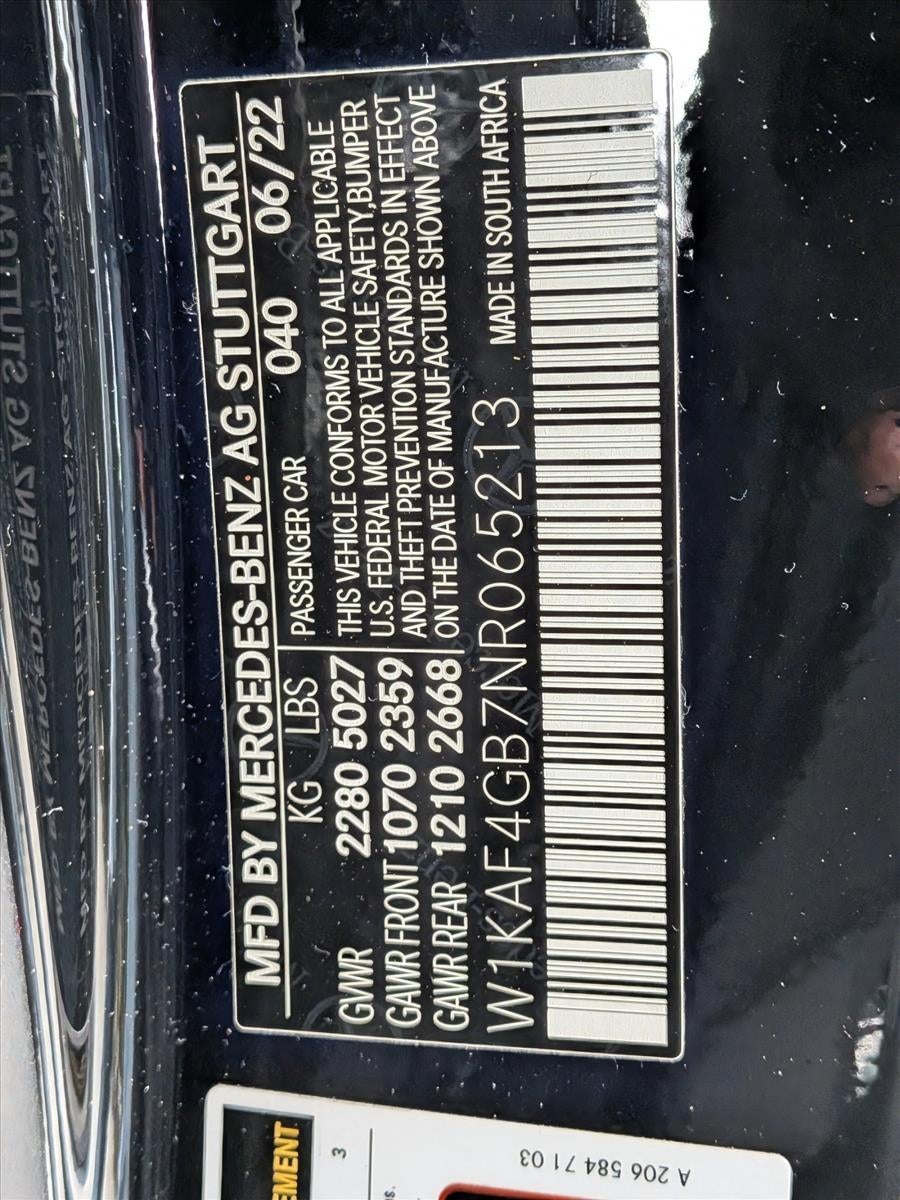 MFD BY MERCEDES-BENZ AG STUTTGART
KG LBS PASSENGER CAR 040 06/22
GVWR 2280 5027 THIS VEHICLE CONFORMS TO ALL APPLICABLE
GAWR FRONT 1070 2359 U.S. FEDERAL MOTOR VEHICLE SAFETY,BUMPER
GAWR REAR 1210 2668 AND THEFT PREVENTION STANDARDS IN EFFECT
ON THE DATE OF MANUFACTURE SHOWN ABOVE
W1KAF4GB7NR065213 MADE IN SOUTH AFRICA
EMENT
3
A 206 584 71 03